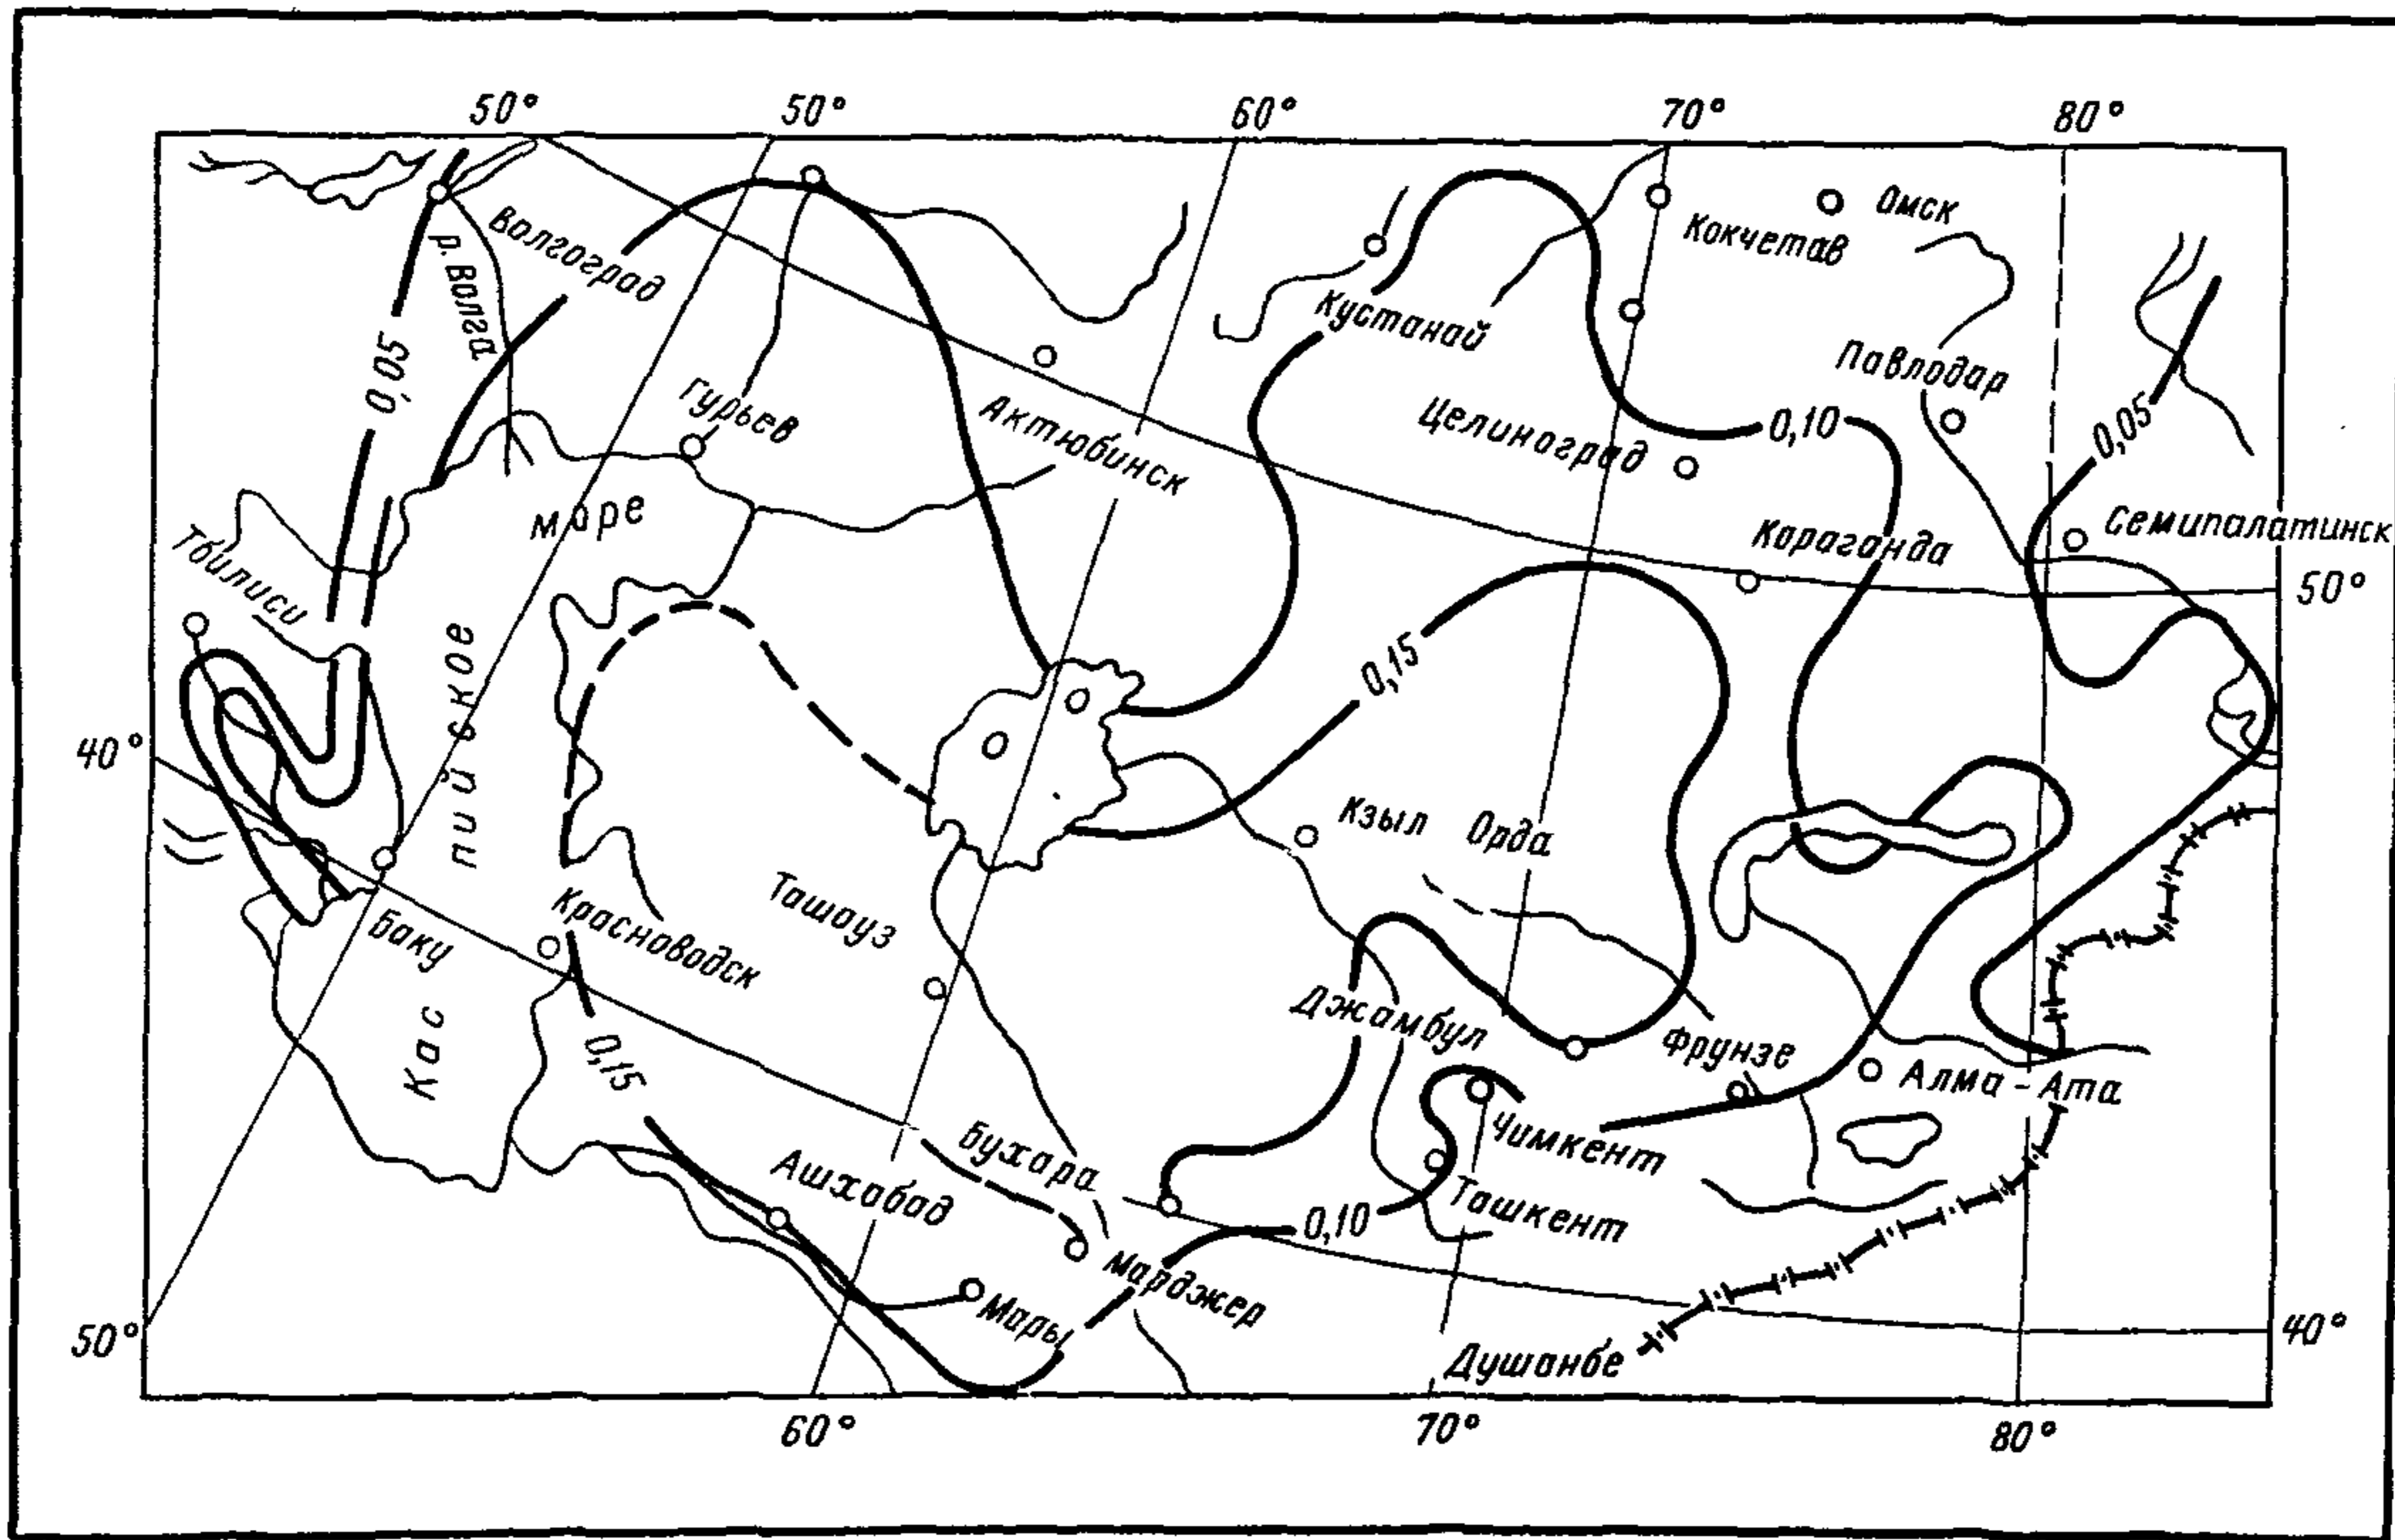 50°
50°
60°
70°
80°
Волгоград
р. Волга
Омск
Кокчетав
Кустанай
0,05
Гурьев
Актюбинск
Павлодар
Целиноград
0,10
0,05
море
Тбилиси
Семипалатинск
Караганда
50°
Кас пий ское
0,15
40°
Кзыл Орда
Баку
Красноводск
Ташауз
0,15
Джамбул
Фрунзе
Алма-Ата
Ашхабад
Бухара
Чимкент
Ташкент
0,10
Марджер
Мары
50°
40°
Душанбе
60°
70°
80°